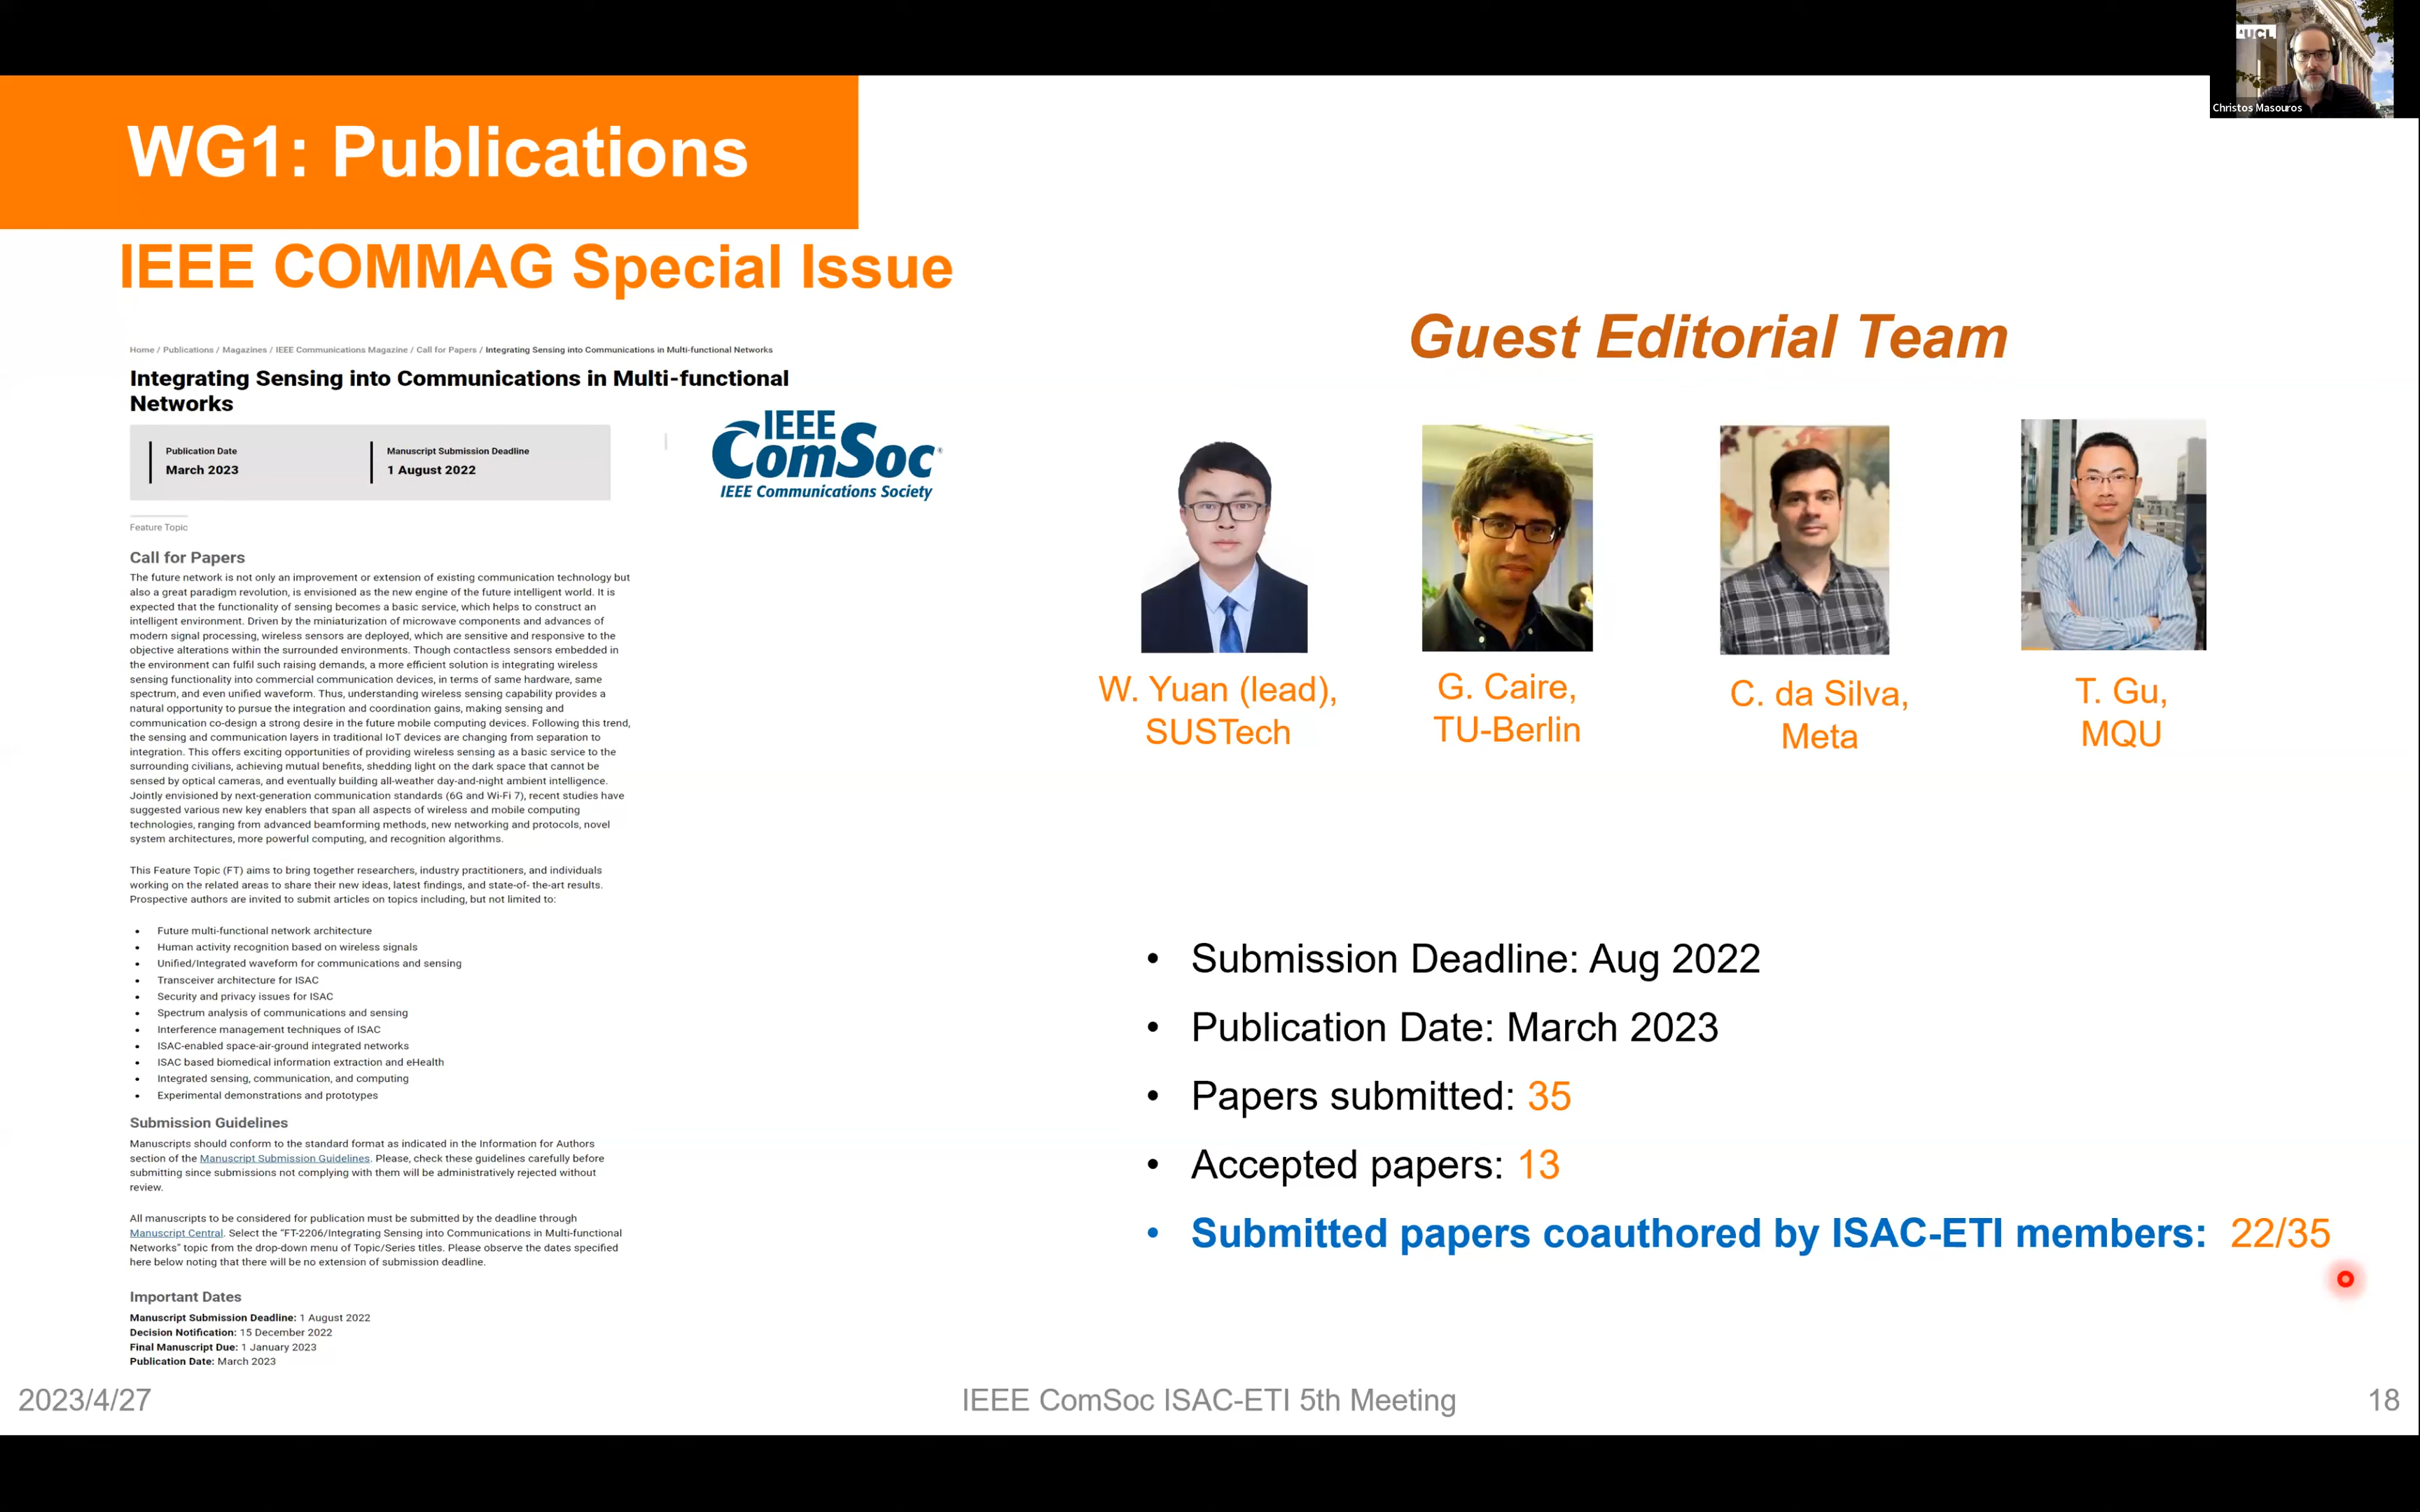 UCL
Christos Masouros
WG1: Publications
IEEE COMMAG Special Issue
Home / Publications / Magazines / IEEE Communications Magazine / Call for Papers / Integrating Sensing into Communications in Multi-functional Networks
Integrating Sensing into Communications in Multi-functional
Networks
Publication Date
March 2023
Manuscript Submission Deadline
1 August 2022
IEEE
ComSoc
IEEE Communications Society
Feature Topic
Call for Papers
The future network is not only an improvement or extension of existing communication technology but
also a great paradigm revolution, is envisioned as the new engine of the future intelligent world. It is
expected that the functionality of sensing becomes a basic service, which helps to construct an
intelligent environment. Driven by the miniaturization of microwave components and advances of
modern signal processing, wireless sensors are deployed, which are sensitive and responsive to the
objective alterations within the surrounded environments. Though contactless sensors embedded in
the environment can fulfil such raising demands, a more efficient solution is integrating wireless
sensing functionality into commercial communication devices, in terms of same hardware, same
spectrum, and even unified waveform. Thus, understanding wireless sensing capability provides a
natural opportunity to pursue the integration and coordination gains, making sensing and
communication co-design a strong desire in the future mobile computing devices. Following this trend,
the sensing and communication layers in traditional IoT devices are changing from separation to
integration. This offers exciting opportunities of providing wireless sensing as a basic service to the
surrounding civilians, achieving mutual benefits, shedding light on the dark space that cannot be
sensed by optical cameras, and eventually building all-weather day-and-night ambient intelligence.
Jointly envisioned by next-generation communication standards (6G and Wi-Fi 7), recent studies have
suggested various new key enablers that span all aspects of wireless and mobile computing
technologies, ranging from advanced beamforming methods, new networking and protocols, novel
system architectures, more powerful computing, and recognition algorithms.
This Feature Topic (FT) aims to bring together researchers, industry practitioners, and individuals
working on the related areas to share their new ideas, latest findings, and state-of- the-art results.
Prospective authors are invited to submit articles on topics including, but not limited to:
• Future multi-functional network architecture
• Human activity recognition based on wireless signals
• Unified/Integrated waveform for communications and sensing
• Transceiver architecture for ISAC
• Security and privacy issues for ISAC
• Spectrum analysis of communications and sensing
• Interference management techniques of ISAC
• ISAC-enabled space-air-ground integrated networks
• ISAC based biomedical information extraction and eHealth
• Integrated sensing, communication, and computing
• Experimental demonstrations and prototypes
Submission Guidelines
Manuscripts should conform to the standard format as indicated in the Information for Authors
section of the Manuscript Submission Guidelines. Please, check these guidelines carefully before
submitting since submissions not complying with them will be administratively rejected without
review.
All manuscripts to be considered for publication must be submitted by the deadline through
Manuscript Central. Select the "FT-2206/Integrating Sensing into Communications in Multi-functional
Networks" topic from the drop-down menu of Topic/Series titles. Please observe the dates specified
here below noting that there will be no extension of submission deadline.
Important Dates
Manuscript Submission Deadline: 1 August 2022
Decision Notification: 15 December 2022
Final Manuscript Due: 1 January 2023
Publication Date: March 2023
Guest Editorial Team
W. Yuan (lead),
SUSTech
G. Caire,
TU-Berlin
C. da Silva,
Meta
T. Gu,
MQU
• Submission Deadline: Aug 2022
• Publication Date: March 2023
• Papers submitted: 35
• Accepted papers: 13
• Submitted papers coauthored by ISAC-ETI members: 22/35
2023/4/27
IEEE ComSoc ISAC-ETI 5th Meeting
18